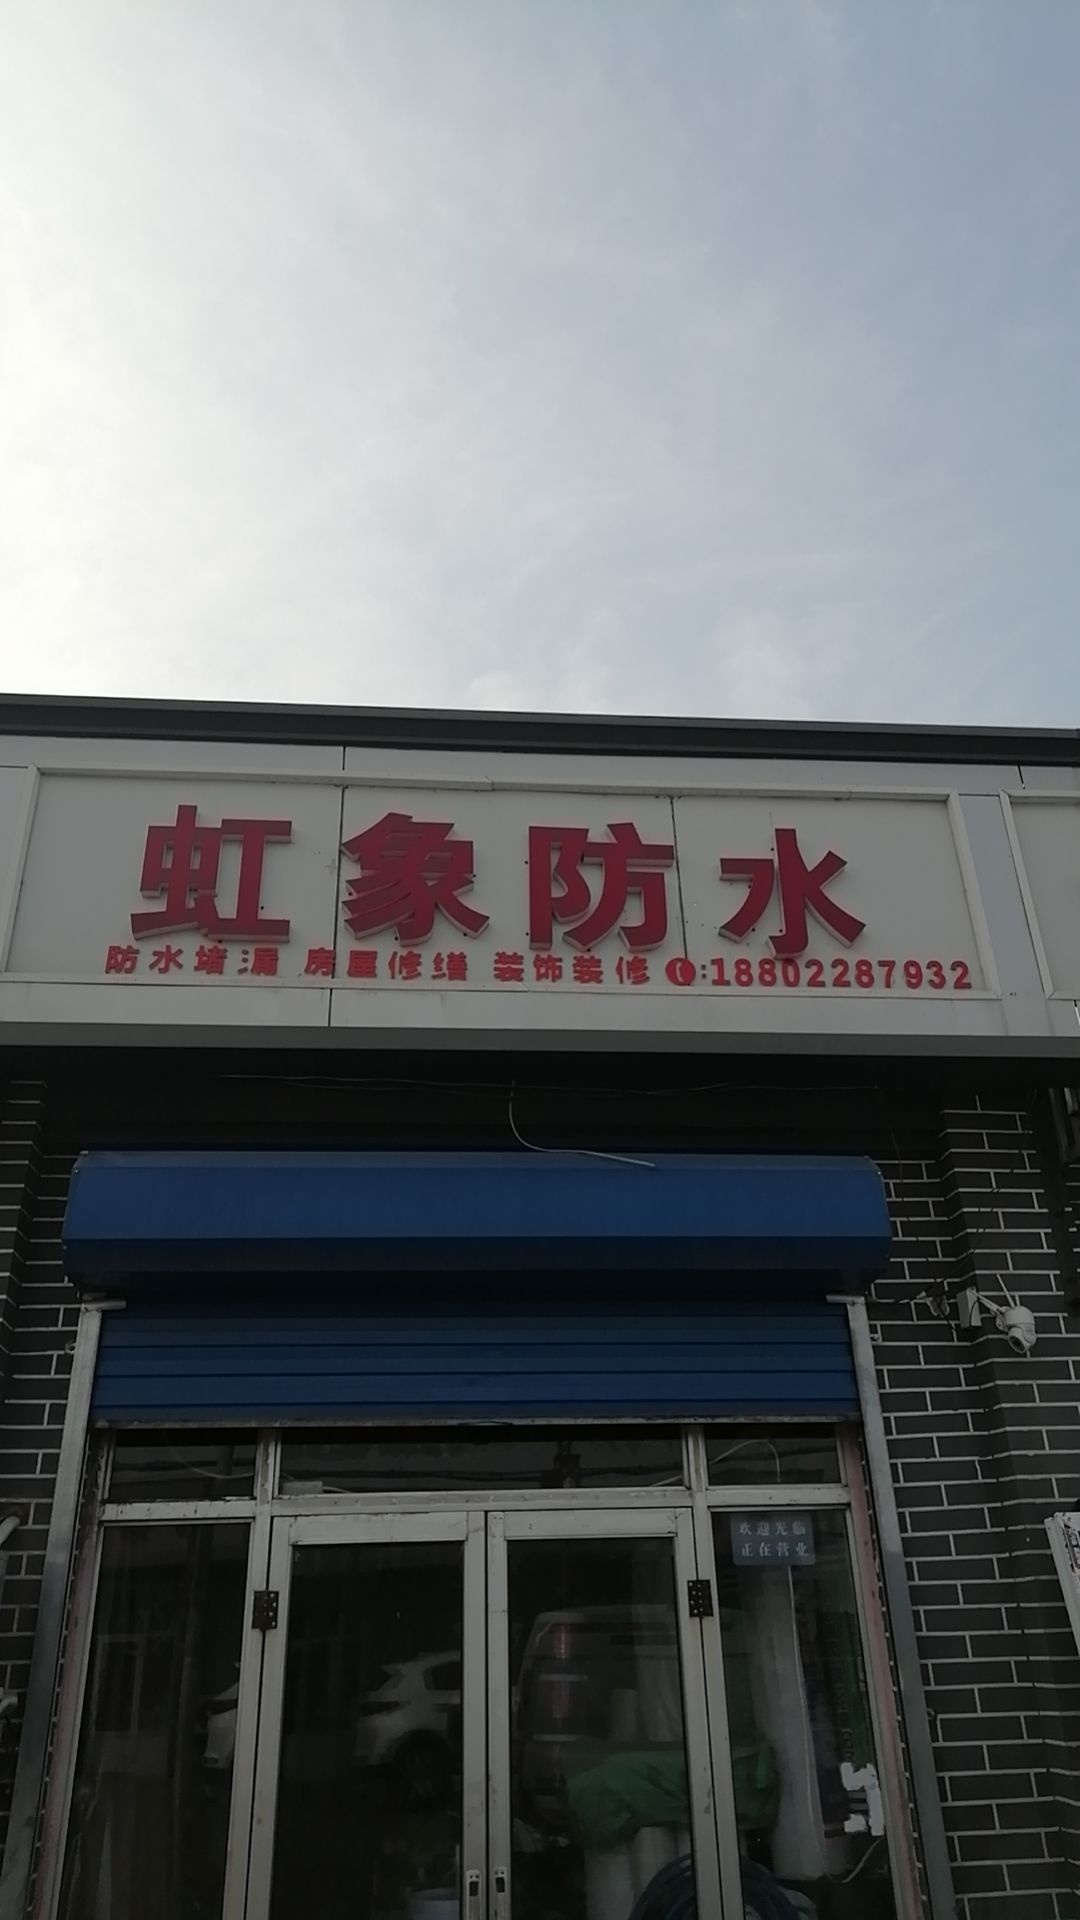 虹象防水
防水堵漏 房屋修缮 装饰装修 :18802287932
欢迎光临
正在营业